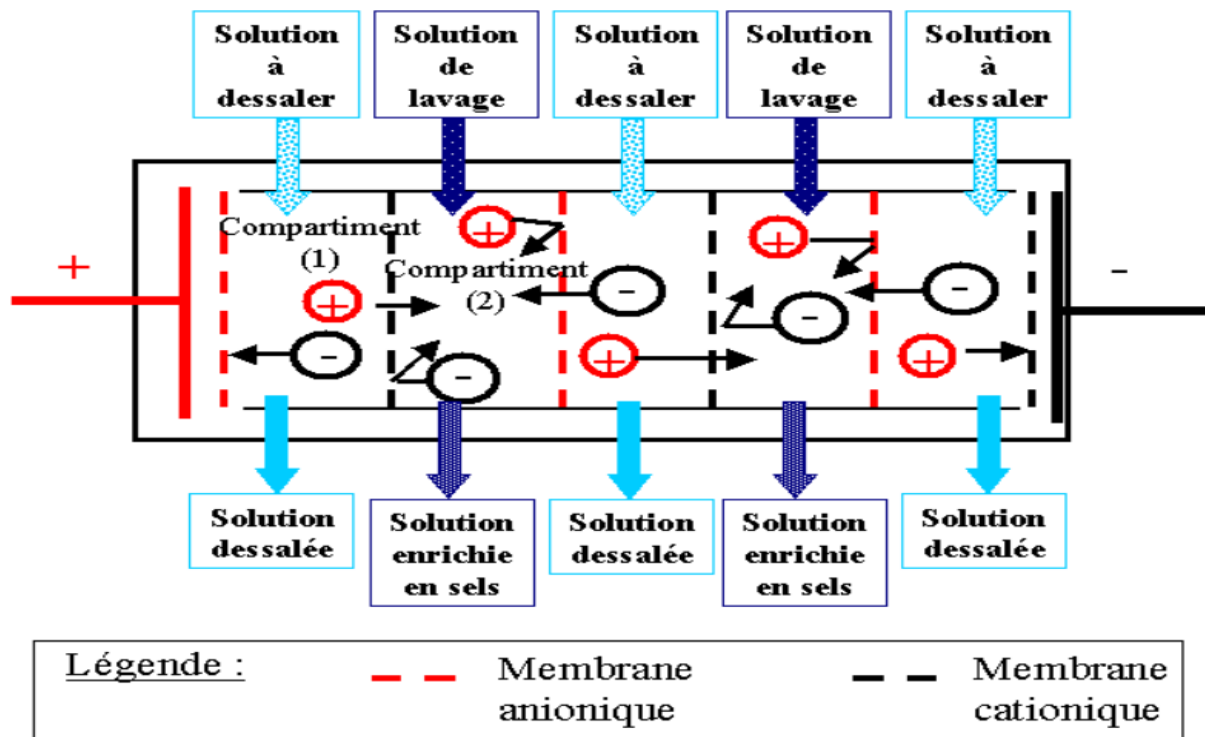 Solution
à
dessaler
Solution
de
lavage
Solution
à
dessaler
Solution
de
lavage
Solution
à
dessaler
+
-
Compartiment
(1)
+
Compartiment
(2)
+
-
+
-
-
+
-
-
+
-
+
Solution
dessalée
Solution
enrichie
en sels
Solution
dessalée
Solution
enrichie
en sels
Solution
dessalée
Légende :
Membrane
anionique
Membrane
cationique